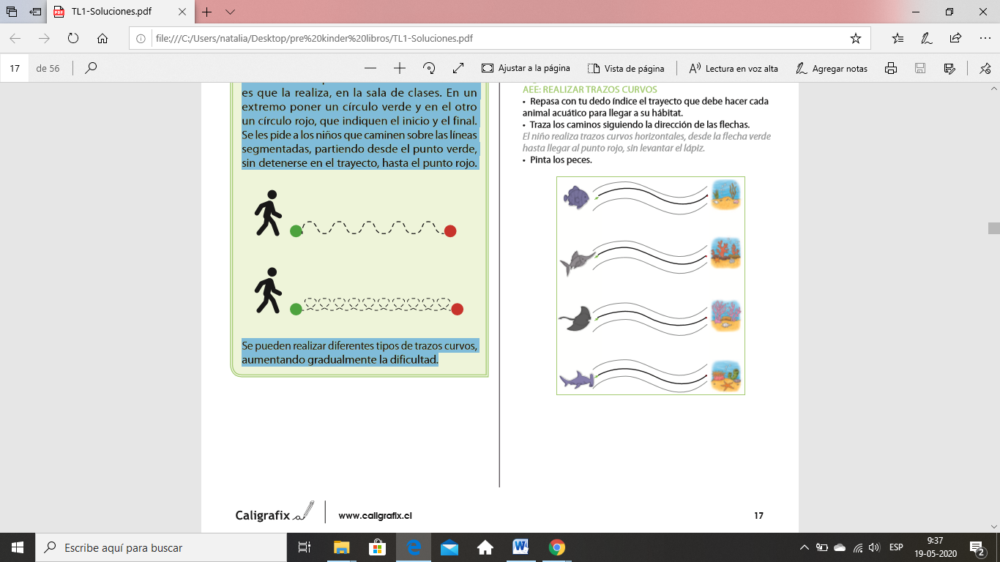 TL1-Soluciones.pdf
file:///C:/Users/natalia/Desktop/pre%20kinder%20libros/TL1-Soluciones.pdf
17 de 56
Ajustar a la página
Vista de página
Lectura en voz alta
Agregar notas
es que la realiza, en la sala de clases. En un
extremo poner un círculo verde y en el otro
un círculo rojo, que indiquen el inicio y el final.
Se les pide a los niños que caminen sobre las líneas
segmentadas, partiendo desde el punto verde,
sin detenerse en el trayecto, hasta el punto rojo.
Se pueden realizar diferentes tipos de trazos curvos,
aumentando gradualmente la dificultad.
AEE: REALIZAR TRAZOS CURVOS
• Repasa con tu dedo índice el trayecto que debe hacer cada
animal acuático para llegar a su hábitat.
• Traza los caminos siguiendo la dirección de las flechas.
El niño realiza trazos curvos horizontales, desde la flecha verde
hasta llegar al punto rojo, sin levantar el lápiz.
• Pinta los peces.
Caligrafix
www.caligrafix.cl
17
Escribe aquí para buscar
ESP
9:37
19-05-2020
2